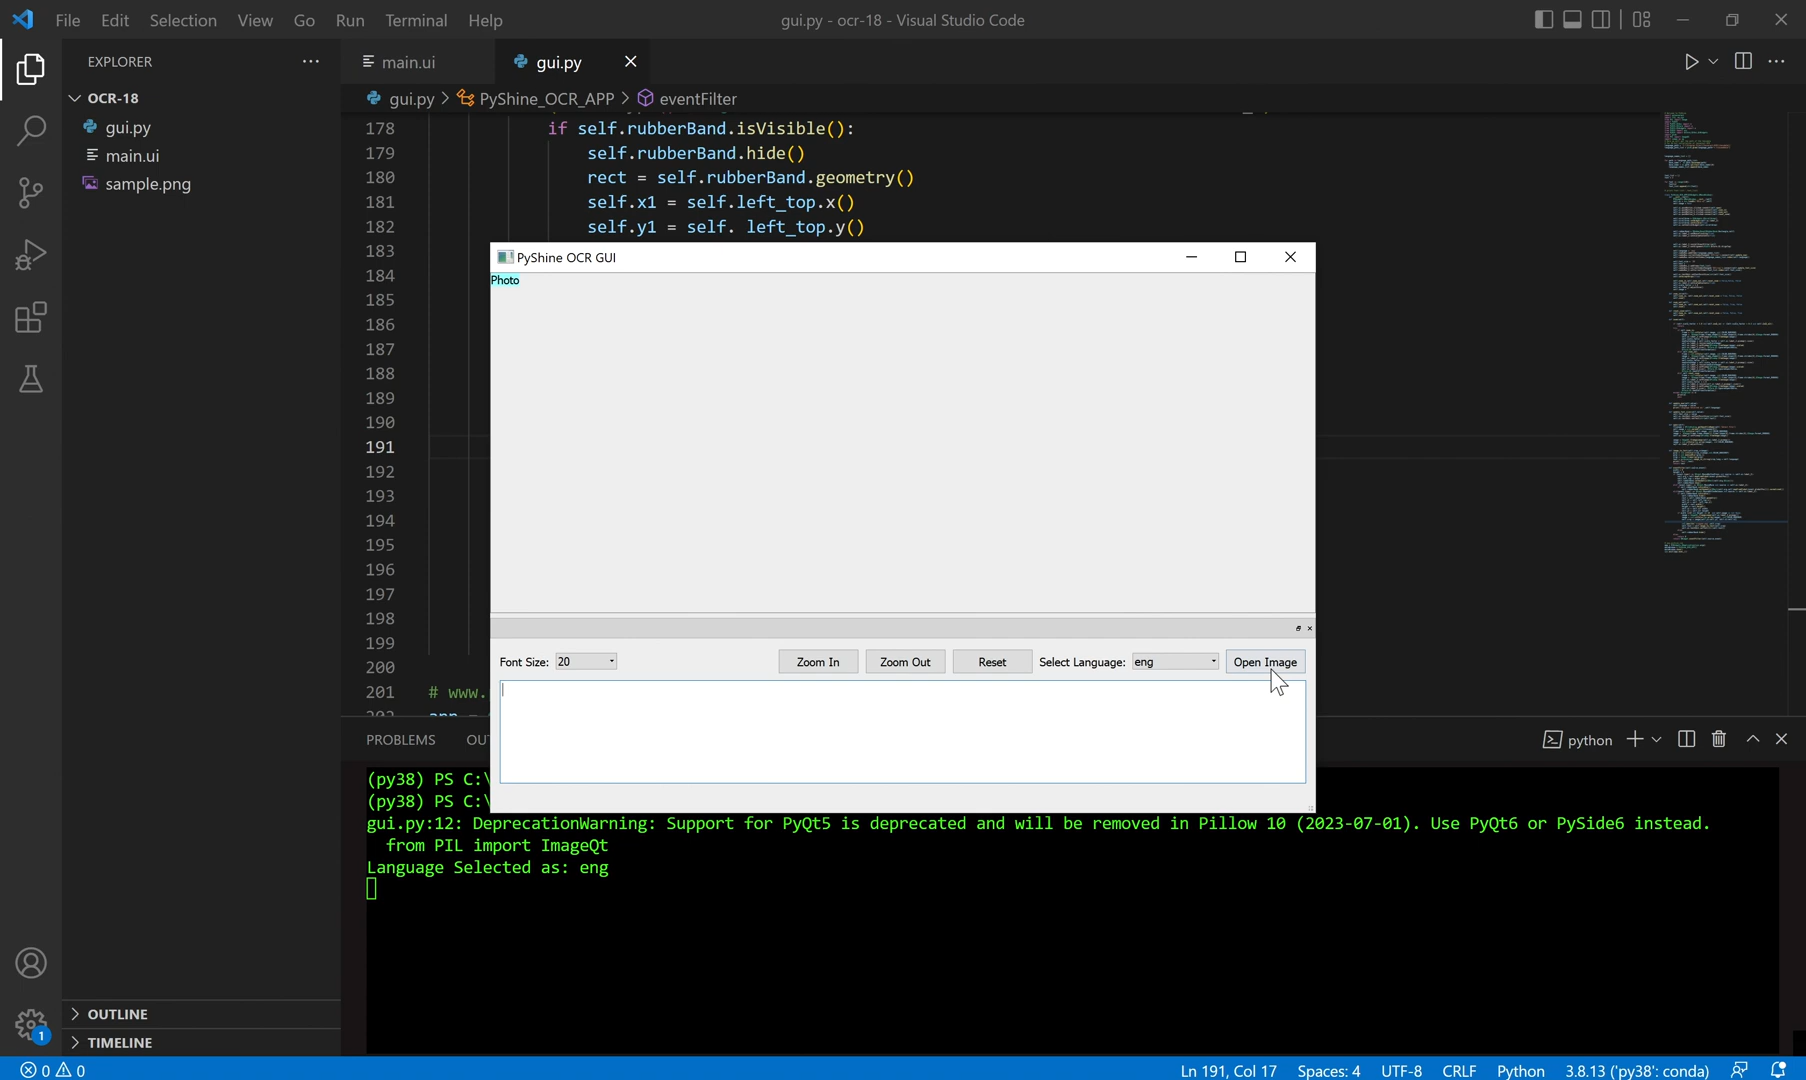 File Edit Selection View Go Run Terminal Help
gui.py - ocr-18 - Visual Studio Code
EXPLORER
OCR-18
gui.py
main.ui
sample.png
main.ui
gui.py
gui.py > PyShine_OCR_APP > eventFilter
178 if self.rubberBand.isVisible():
179 self.rubberBand.hide()
180 rect = self.rubberBand.geometry()
181 self.x1 = self.left_top.x()
182 self.y1 = self. left_top.y()
183
184
185
186
187
188
189
190
191
192
193
194
195
196
197
198
199
200
201 # www.
PyShine OCR GUI
Photo
Font Size: 20
Zoom In
Zoom Out
Reset
Select Language: eng
Open Image
PROBLEMS OU
python
(py38) PS C:\
(py38) PS C:\
gui.py:12: DeprecationWarning: Support for PyQt5 is deprecated and will be removed in Pillow 10 (2023-07-01). Use PyQt6 or PySide6 instead.
from PIL import ImageQt
Language Selected as: eng
OUTLINE
TIMELINE
1
0 0
Ln 191, Col 17 Spaces: 4 UTF-8 CRLF Python 3.8.13 ('py38': conda)